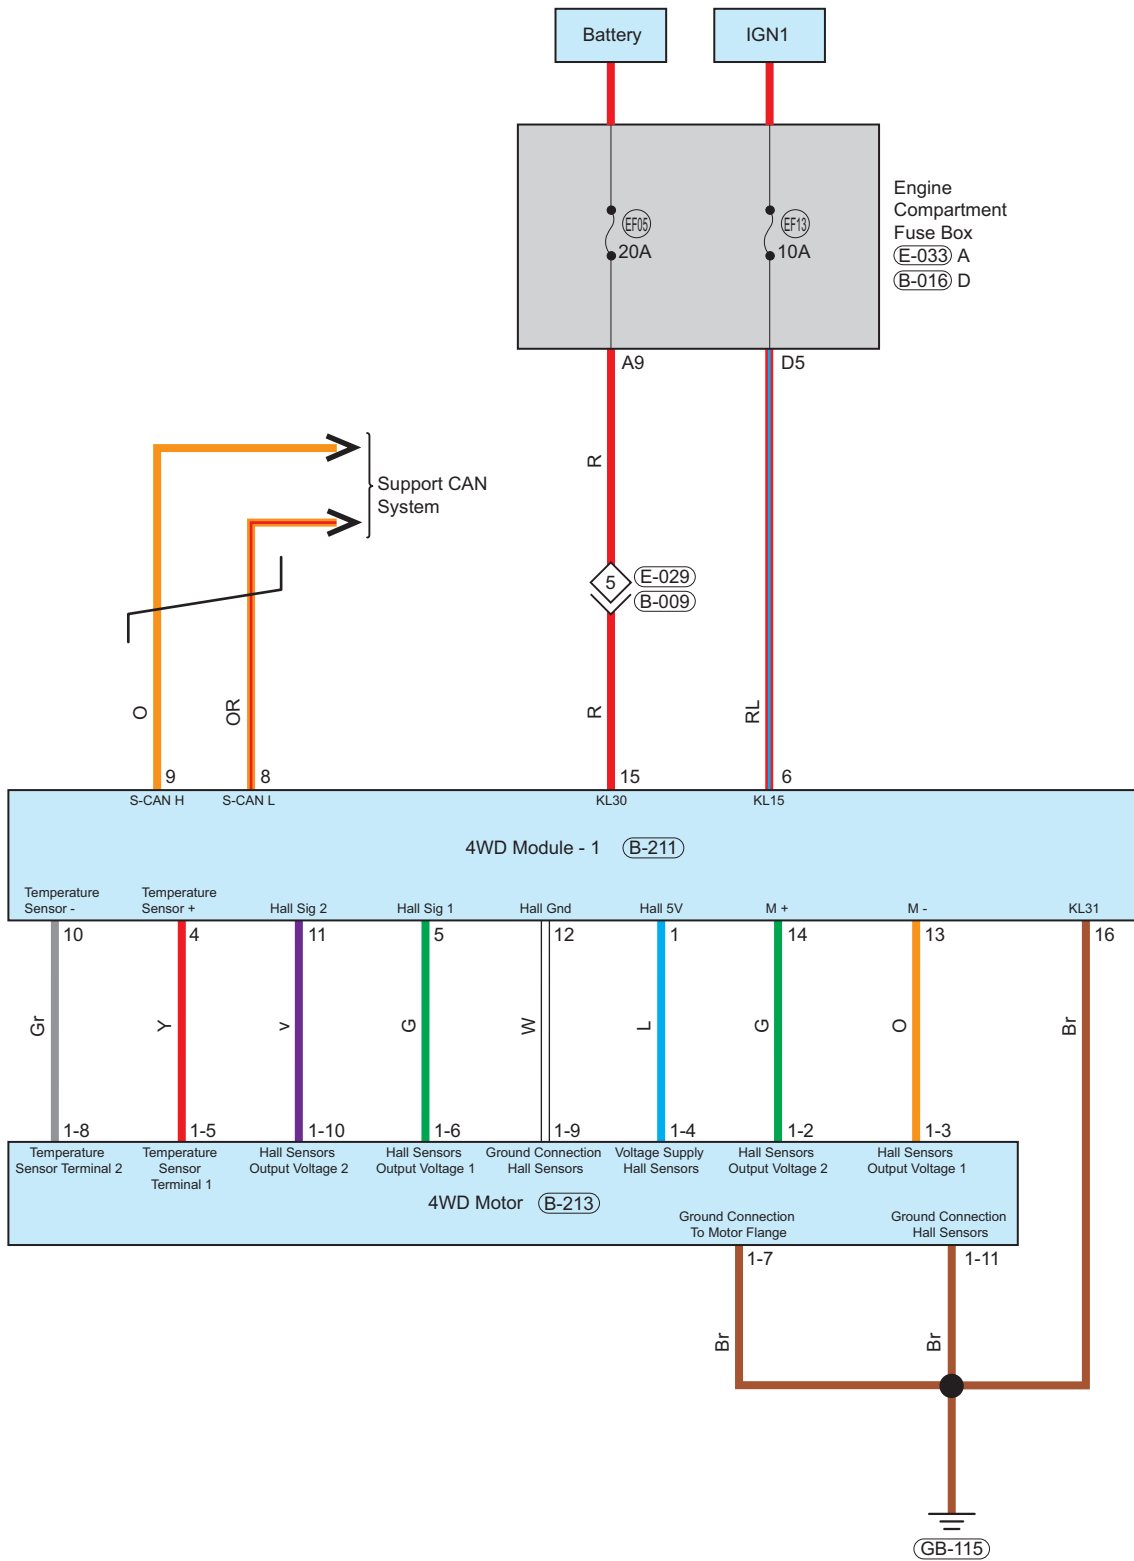 Battery
IGN1
EF05
20A
EF13
10A
Engine
Compartment
Fuse Box
E-033 A
B-016 D
A9
D5
Support CAN
System
R
5
E-029
B-009
O
OR
R
RL
9
8
15
6
S-CAN H
S-CAN L
KL30
KL15
4WD Module - 1 B-211
Temperature
Sensor -
Temperature
Sensor +
Hall Sig 2
Hall Sig 1
Hall Gnd
Hall 5V
M +
M -
KL31
10
4
11
5
12
1
14
13
16
Gr
Y
v
G
W
L
G
O
Br
1-8
1-5
1-10
1-6
1-9
1-4
1-2
1-3
Temperature
Sensor Terminal 2
Temperature
Sensor
Terminal 1
Hall Sensors
Output Voltage 2
Hall Sensors
Output Voltage 1
Ground Connection
Hall Sensors
Voltage Supply
Hall Sensors
Hall Sensors
Output Voltage 2
Hall Sensors
Output Voltage 1
4WD Motor B-213
Ground Connection
To Motor Flange
Ground Connection
Hall Sensors
1-7
1-11
Br
Br
GB-115